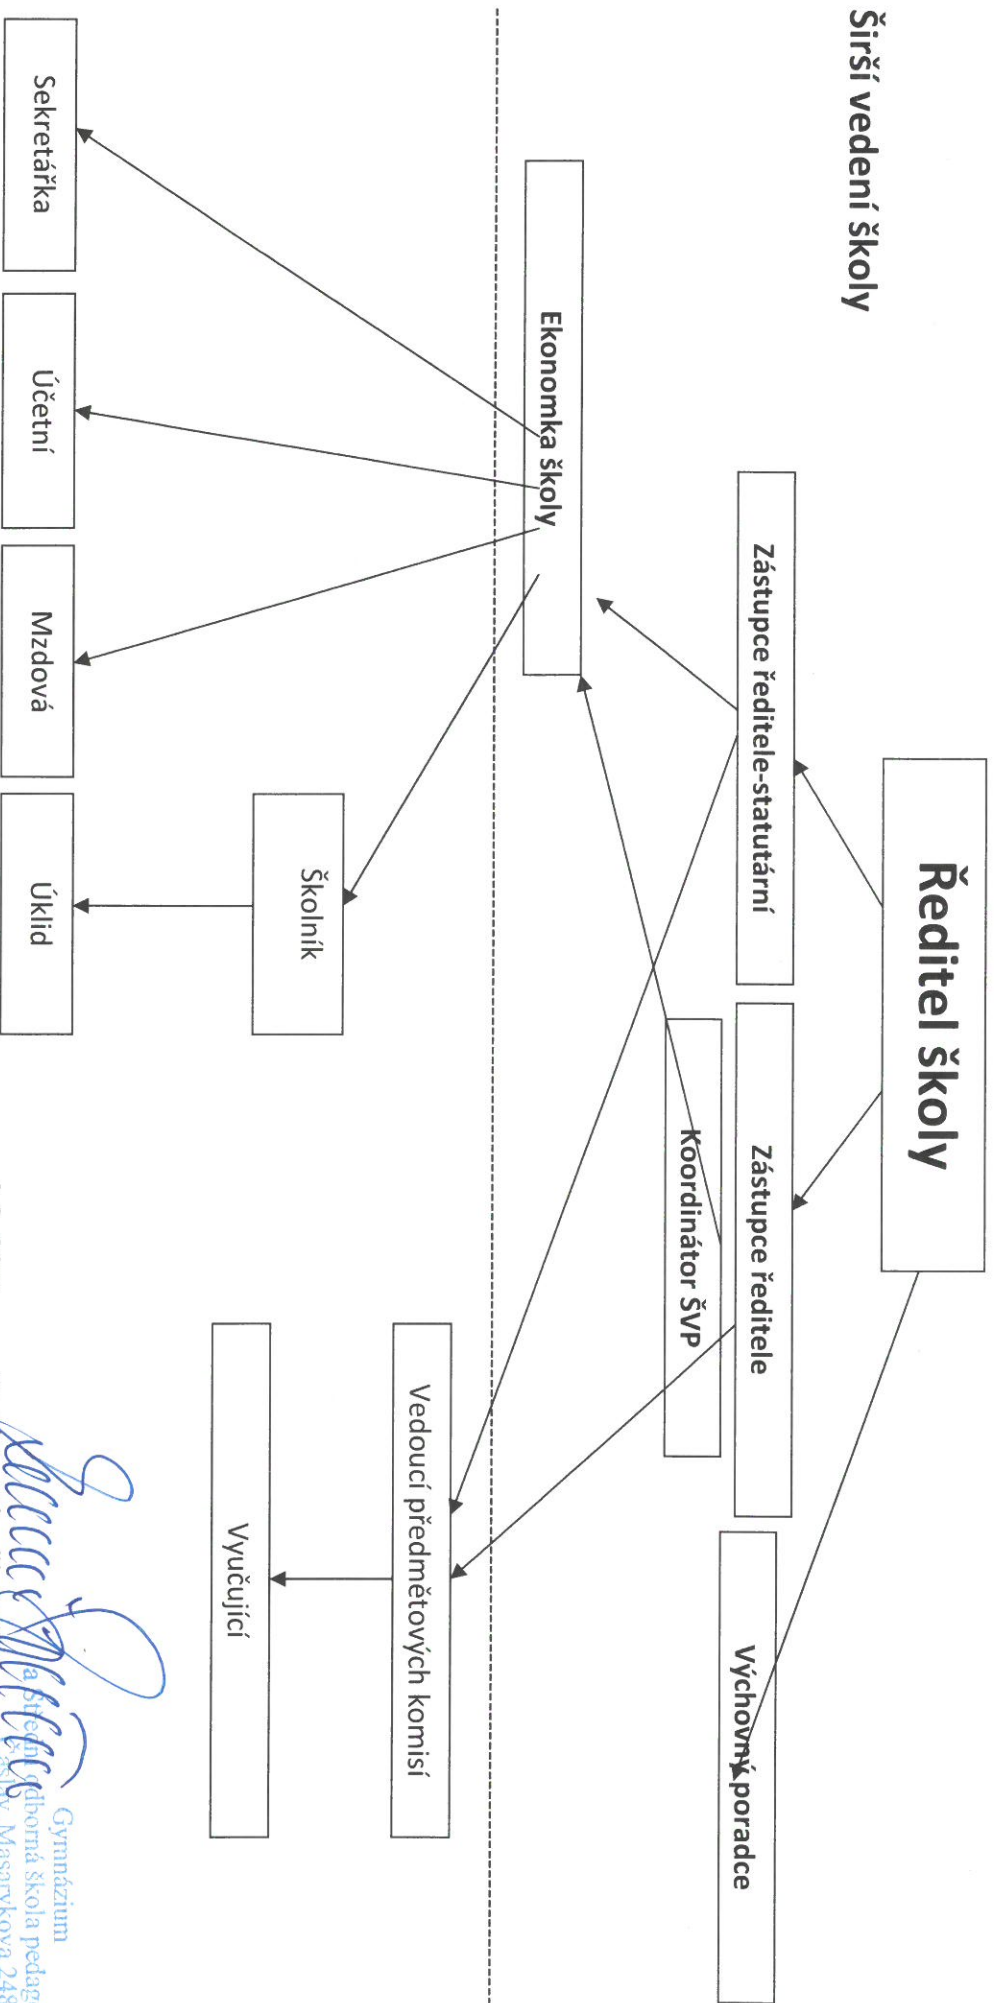 Širší vedení školy
Ředitel školy
Zástupce ředitele-statutární
Zástupce ředitele
Výchovný poradce
Koordinátor ŠVP
Ekonomka školy
Vedoucí předmětových komisí
Školník
Vyučující
Sekretářka
Účetní
Mzdová
Úklid
Gymnázium
a Střední odborná škola pedag
Masarykova 248